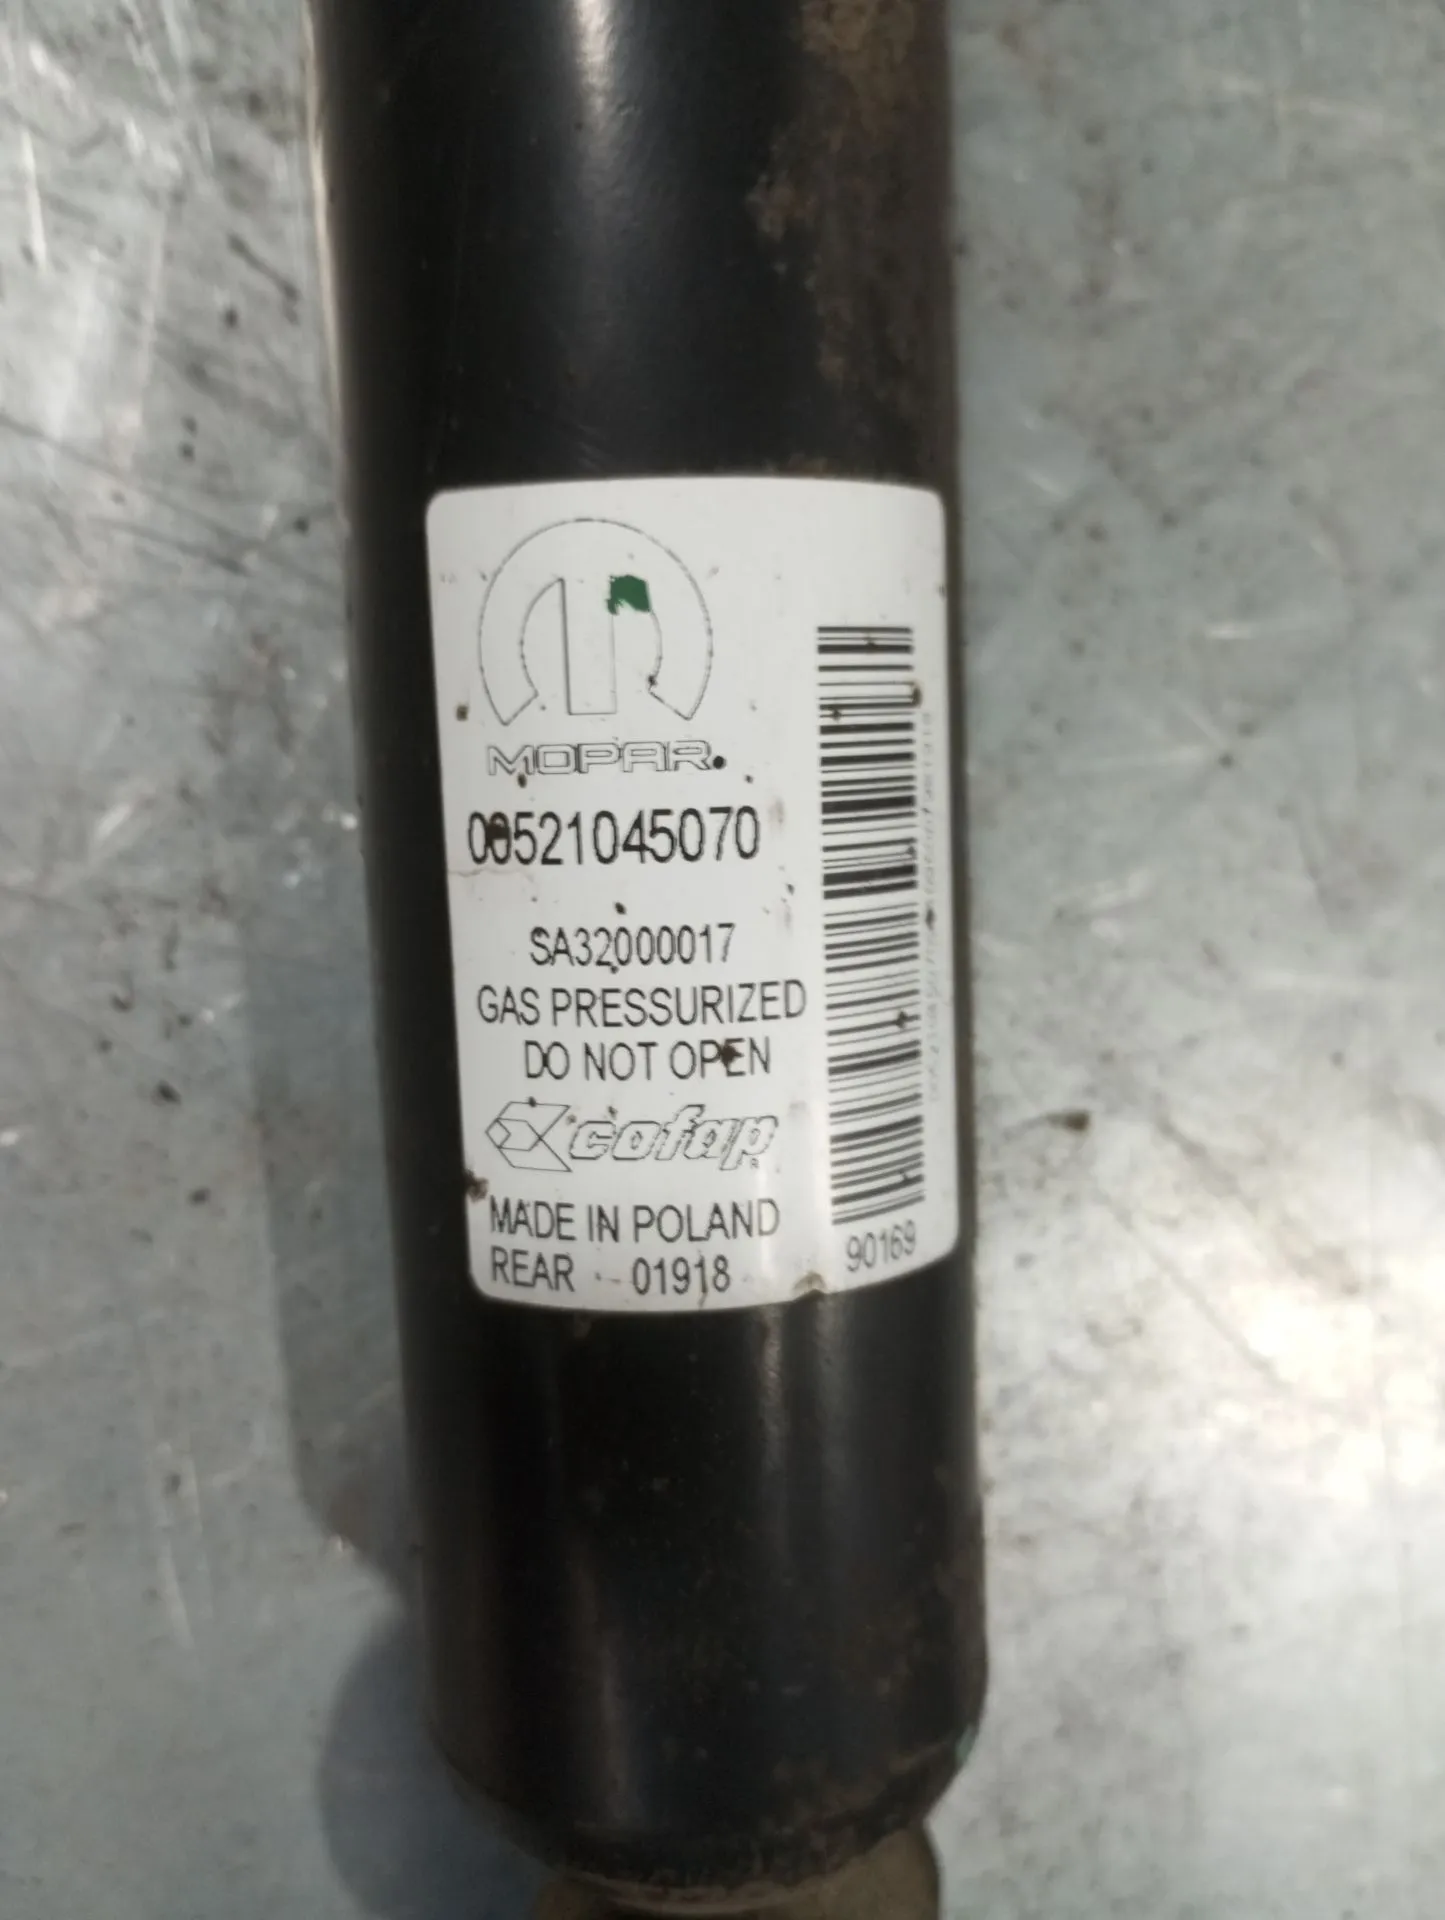 MOPAR
00521045070
SA32000017
GAS PRESSURIZED
DO NOT OPEN
cofap
MADE IN POLAND
REAR 01918
90169